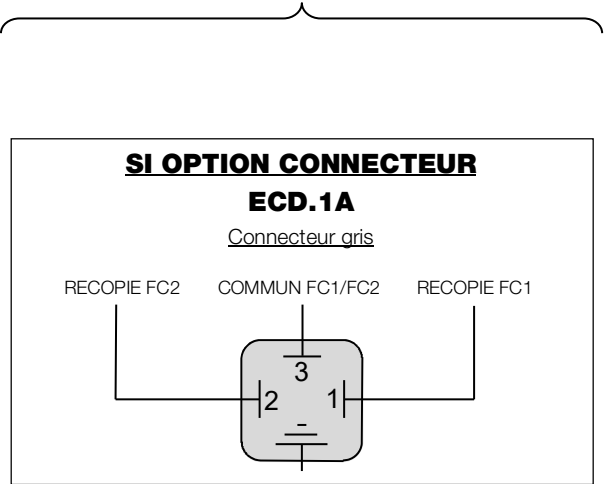 SI OPTION CONNECTEUR
ECD.1A
Connecteur gris
RECOPIE FC2 COMMUN FC1/FC2 RECOPIE FC1
3
2 1